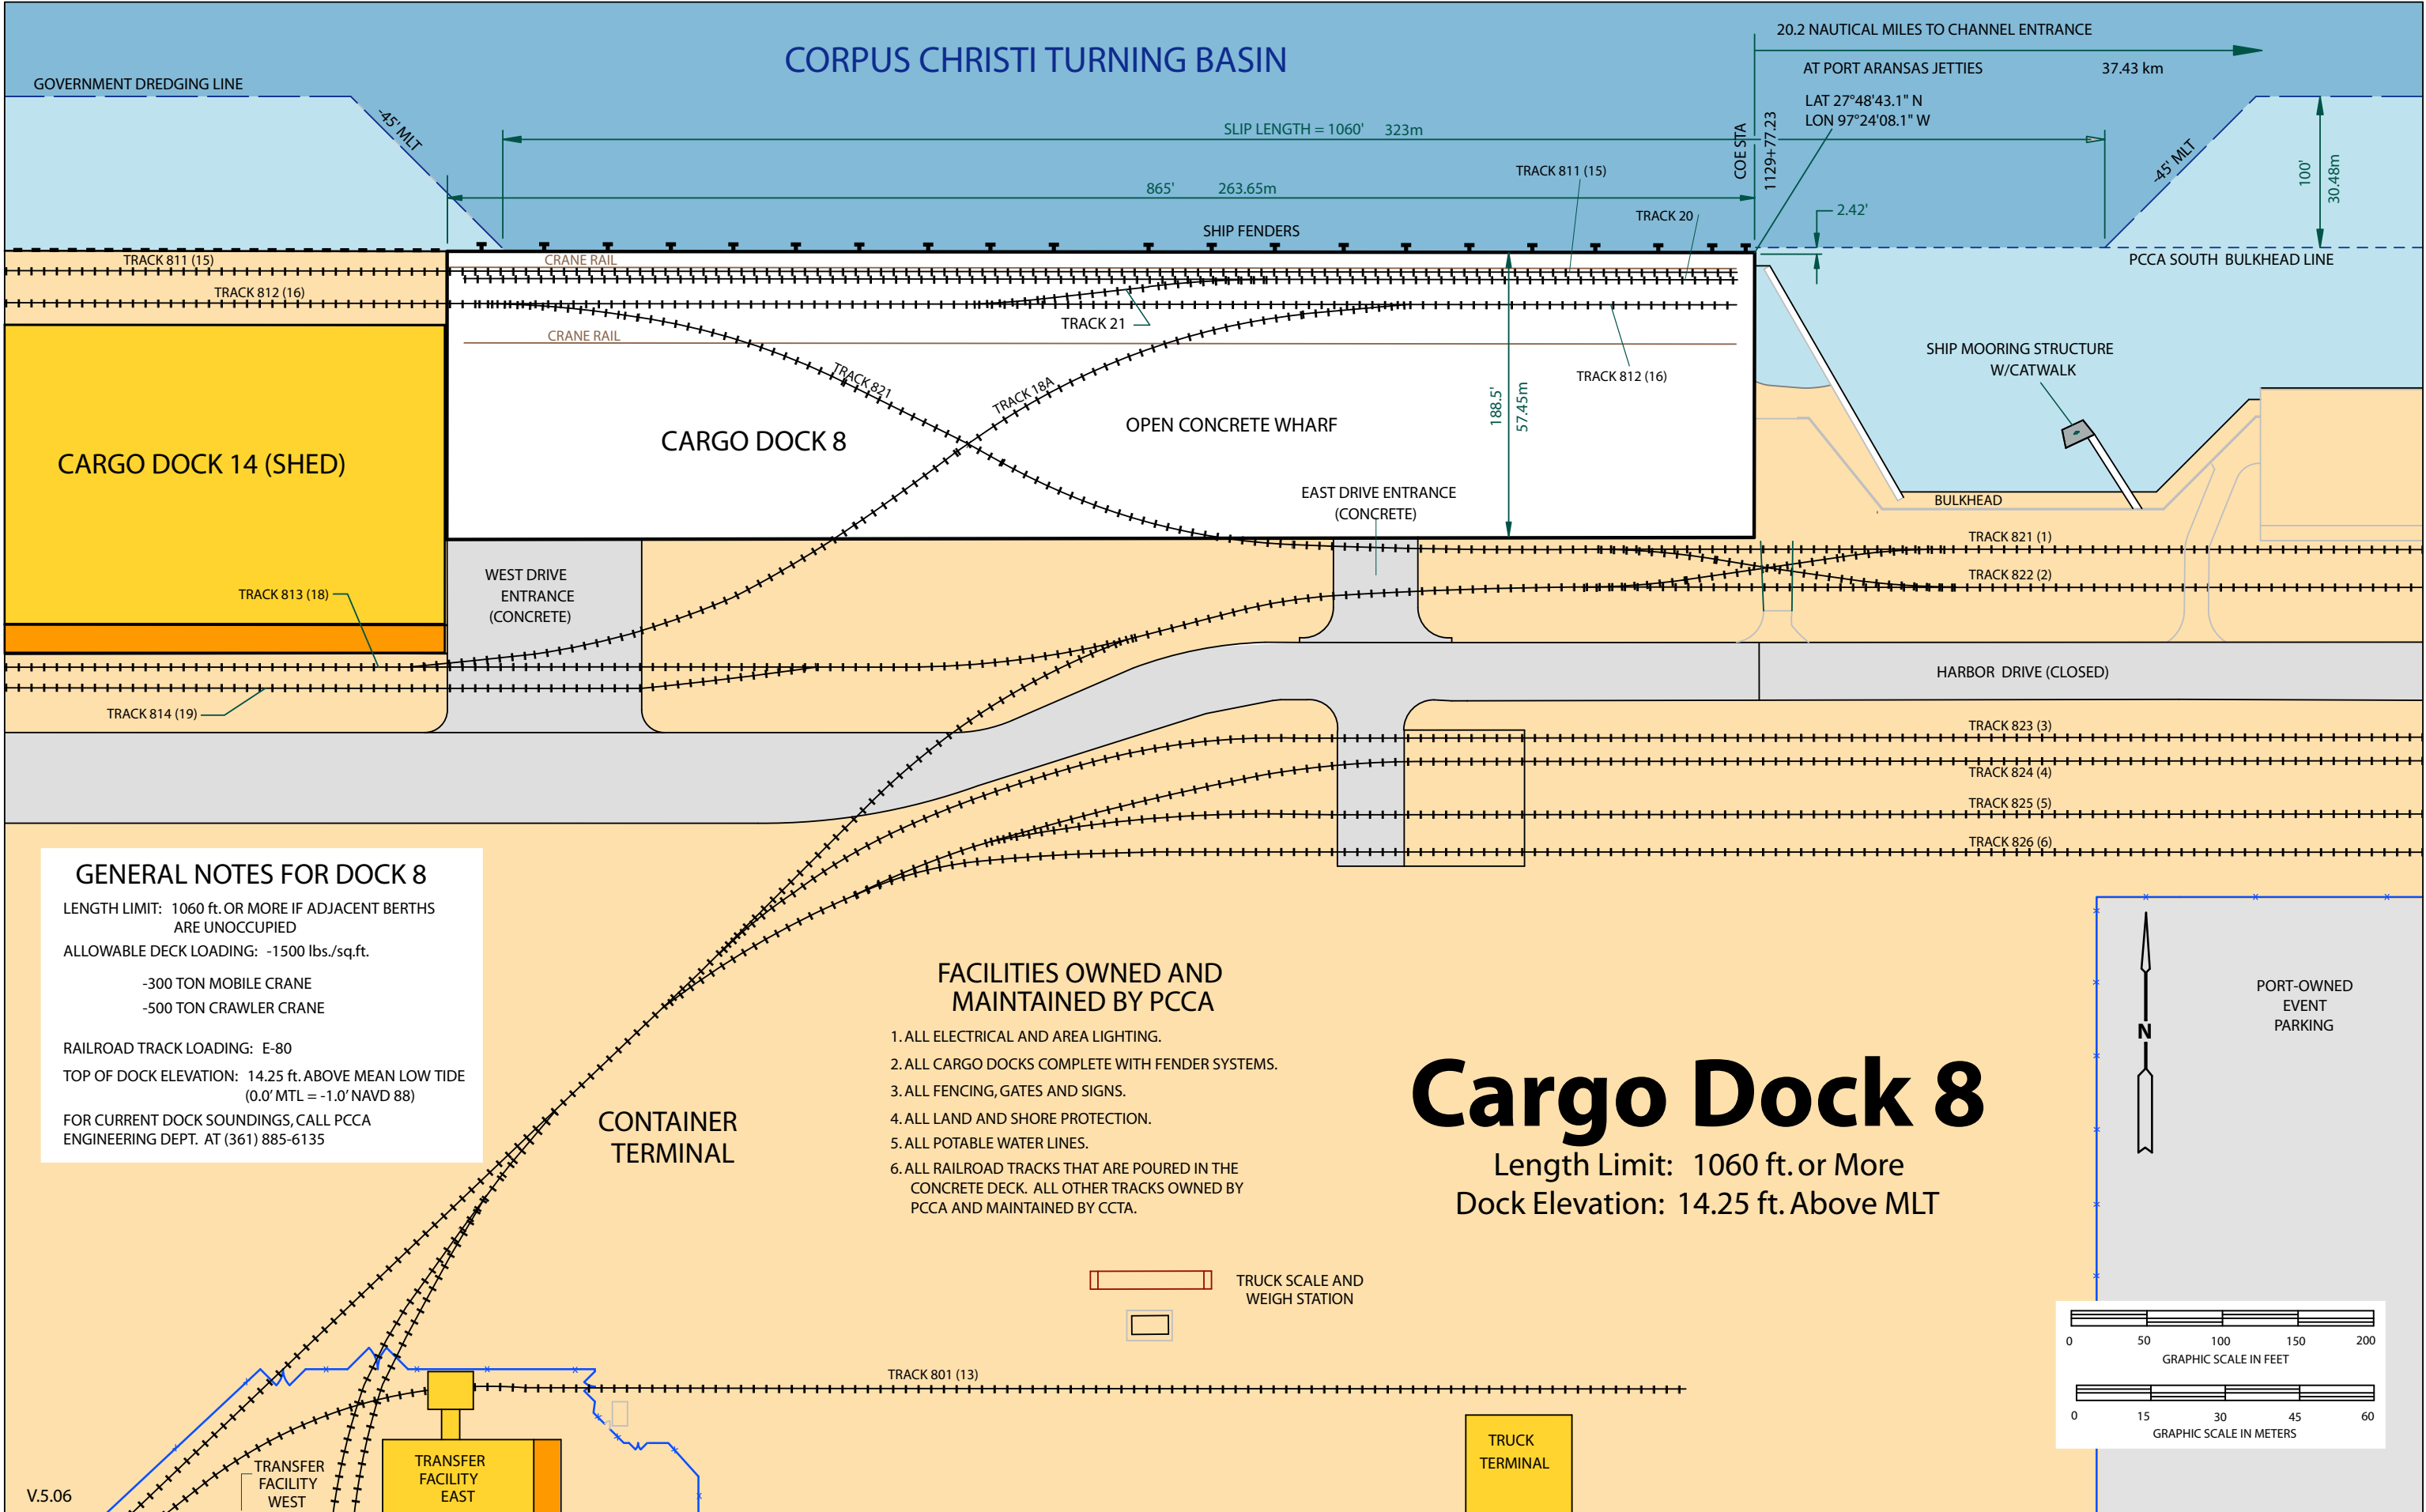 CORPUS CHRISTI TURNING BASIN
20.2 NAUTICAL MILES TO CHANNEL ENTRANCE
AT PORT ARANSAS JETTIES 37.43 km
LAT 27°48'43.1" N
LON 97°24'08.1" W
GOVERNMENT DREDGING LINE
-45' MLT
SLIP LENGTH = 1060' 323m
COE STA
1129+77.23
-45' MLT
100'
30.48m
865' 263.65m
TRACK 811 (15)
TRACK 20
2.42'
SHIP FENDERS
PCCA SOUTH BULKHEAD LINE
TRACK 811 (15)
CRANE RAIL
TRACK 812 (16)
TRACK 21
CRANE RAIL
TRACK 821
TRACK 18A
TRACK 812 (16)
188.5'
57.45m
SHIP MOORING STRUCTURE
W/CATWALK
CARGO DOCK 14 (SHED)
CARGO DOCK 8
OPEN CONCRETE WHARF
EAST DRIVE ENTRANCE
(CONCRETE)
BULKHEAD
TRACK 821 (1)
TRACK 822 (2)
WEST DRIVE
ENTRANCE
(CONCRETE)
TRACK 813 (18)
TRACK 814 (19)
HARBOR DRIVE (CLOSED)
TRACK 823 (3)
TRACK 824 (4)
TRACK 825 (5)
TRACK 826 (6)
GENERAL NOTES FOR DOCK 8
LENGTH LIMIT: 1060 ft. OR MORE IF ADJACENT BERTHS
ARE UNOCCUPIED
ALLOWABLE DECK LOADING: -1500 lbs./sq.ft.
-300 TON MOBILE CRANE
-500 TON CRAWLER CRANE
RAILROAD TRACK LOADING: E-80
TOP OF DOCK ELEVATION: 14.25 ft. ABOVE MEAN LOW TIDE
(0.0' MTL = -1.0' NAVD 88)
FOR CURRENT DOCK SOUNDINGS, CALL PCCA
ENGINEERING DEPT. AT (361) 885-6135
CONTAINER
TERMINAL
FACILITIES OWNED AND
MAINTAINED BY PCCA
1. ALL ELECTRICAL AND AREA LIGHTING.
2. ALL CARGO DOCKS COMPLETE WITH FENDER SYSTEMS.
3. ALL FENCING, GATES AND SIGNS.
4. ALL LAND AND SHORE PROTECTION.
5. ALL POTABLE WATER LINES.
6. ALL RAILROAD TRACKS THAT ARE POURED IN THE
CONCRETE DECK. ALL OTHER TRACKS OWNED BY
PCCA AND MAINTAINED BY CCTA.
Cargo Dock 8
Length Limit: 1060 ft. or More
Dock Elevation: 14.25 ft. Above MLT
N
PORT-OWNED
EVENT
PARKING
TRUCK SCALE AND
WEIGH STATION
0 50 100 150 200
GRAPHIC SCALE IN FEET
0 15 30 45 60
GRAPHIC SCALE IN METERS
TRACK 801 (13)
TRUCK
TERMINAL
TRANSFER
FACILITY
EAST
TRANSFER
FACILITY
WEST
V.5.06